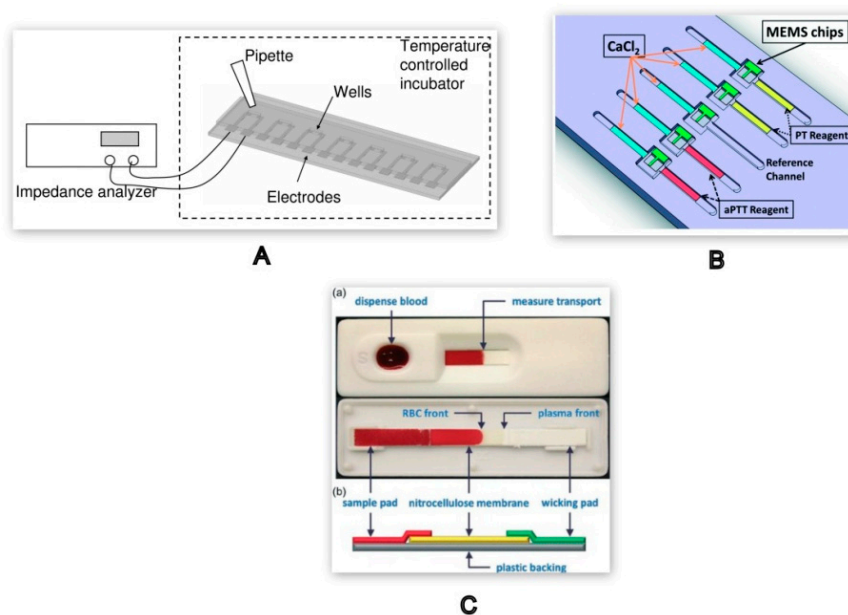 Pipette
Temperature
controlled
incubator
Wells
Impedance analyzer
Electrodes
A
CaCl₂
MEMS chips
PT Reagent
Reference
Channel
aPTT Reagent
B
(a)
dispense blood
measure transport
S
RBC front
plasma front
(b)
sample pad
nitrocellulose membrane
wicking pad
plastic backing
C